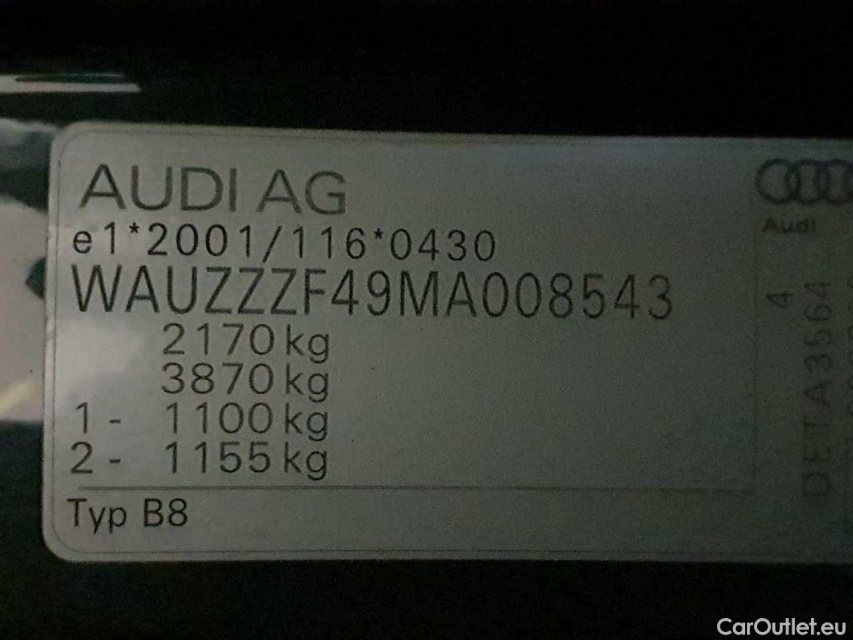 AUDI AG
e1*2001/116*0430
WAUZZZF49MA008543
2170 kg
3870 kg
1 - 1100 kg
2 - 1155 kg
Typ B8
Audi
4
DETA3564
CarOutlet.eu